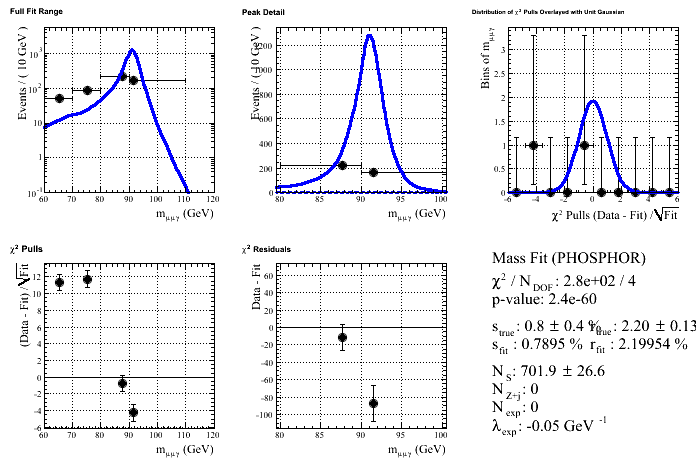 Full Fit Range
Events / ( 10 GeV )
10³
10²
10
1
10⁻¹
60 70 80 90 100 110 120
m_μμγ (GeV)
Peak Detail
Events / ( 10 GeV )
1200
1000
800
600
400
200
0
80 85 90 95 100
m_μμγ (GeV)
Distribution of χ² Pulls Overlayed with Unit Gaussian
Bins of m_μμγ
3
2.5
2
1.5
1
0.5
0
-6 -4 -2 0 2 4 6
χ² Pulls (Data - Fit) /√Fit
χ² Pulls
(Data - Fit) /√Fit
12
10
8
6
4
2
0
-2
-4
-6
60 70 80 90 100 110 120
m_μμγ (GeV)
χ² Residuals
Data - Fit
60
40
20
0
-20
-40
-60
-80
-100
80 85 90 95 100
m_μμγ (GeV)
Mass Fit (PHOSPHOR)
χ² / N_DOF: 2.8e+02 / 4
p-value: 2.4e-60
s_true: 0.8 ± 0.4 % r_true: 2.20 ± 0.13
s_fit: 0.7895 % r_fit: 2.19954 %
N_S: 701.9 ± 26.6
N_Z+j: 0
N_exp: 0
λ_exp: -0.05 GeV⁻¹